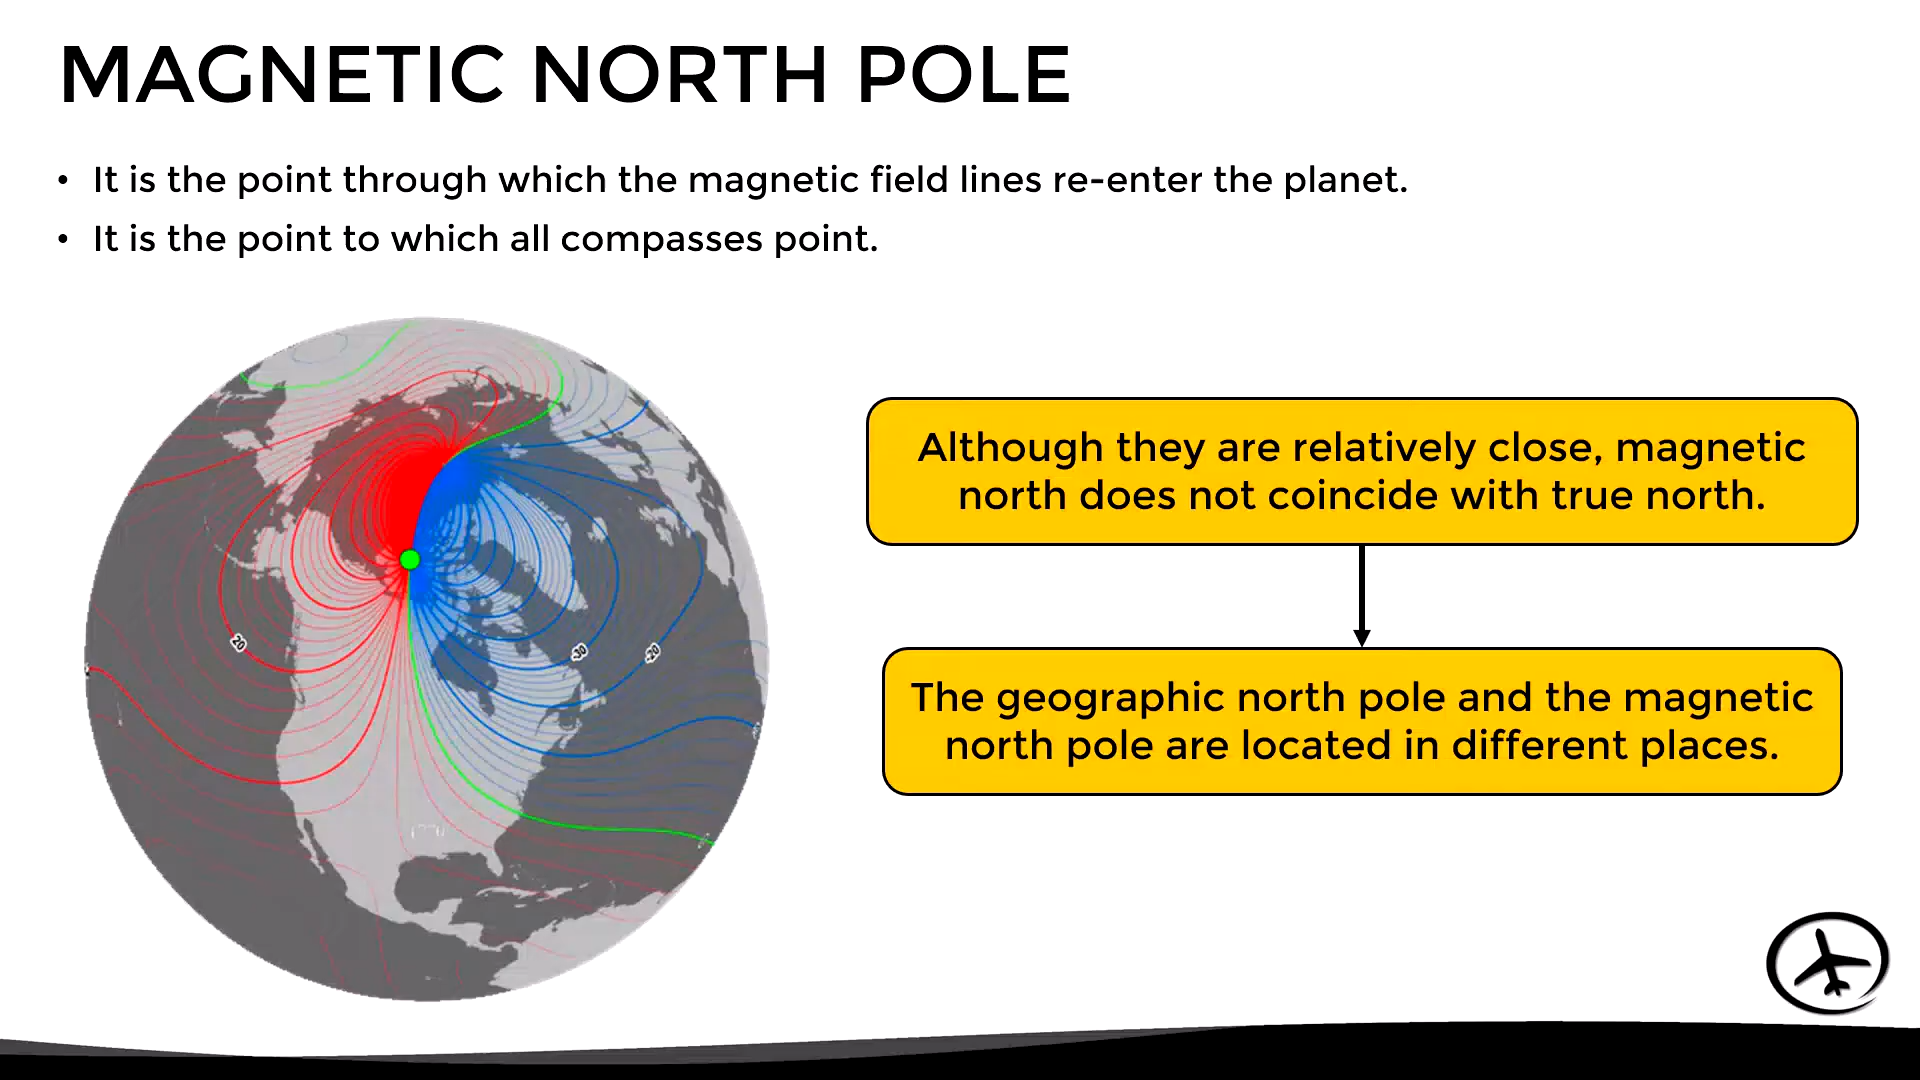 MAGNETIC NORTH POLE
• It is the point through which the magnetic field lines re-enter the planet.
• It is the point to which all compasses point.
Although they are relatively close, magnetic
north does not coincide with true north.
The geographic north pole and the magnetic
north pole are located in different places.
20
-30
-20